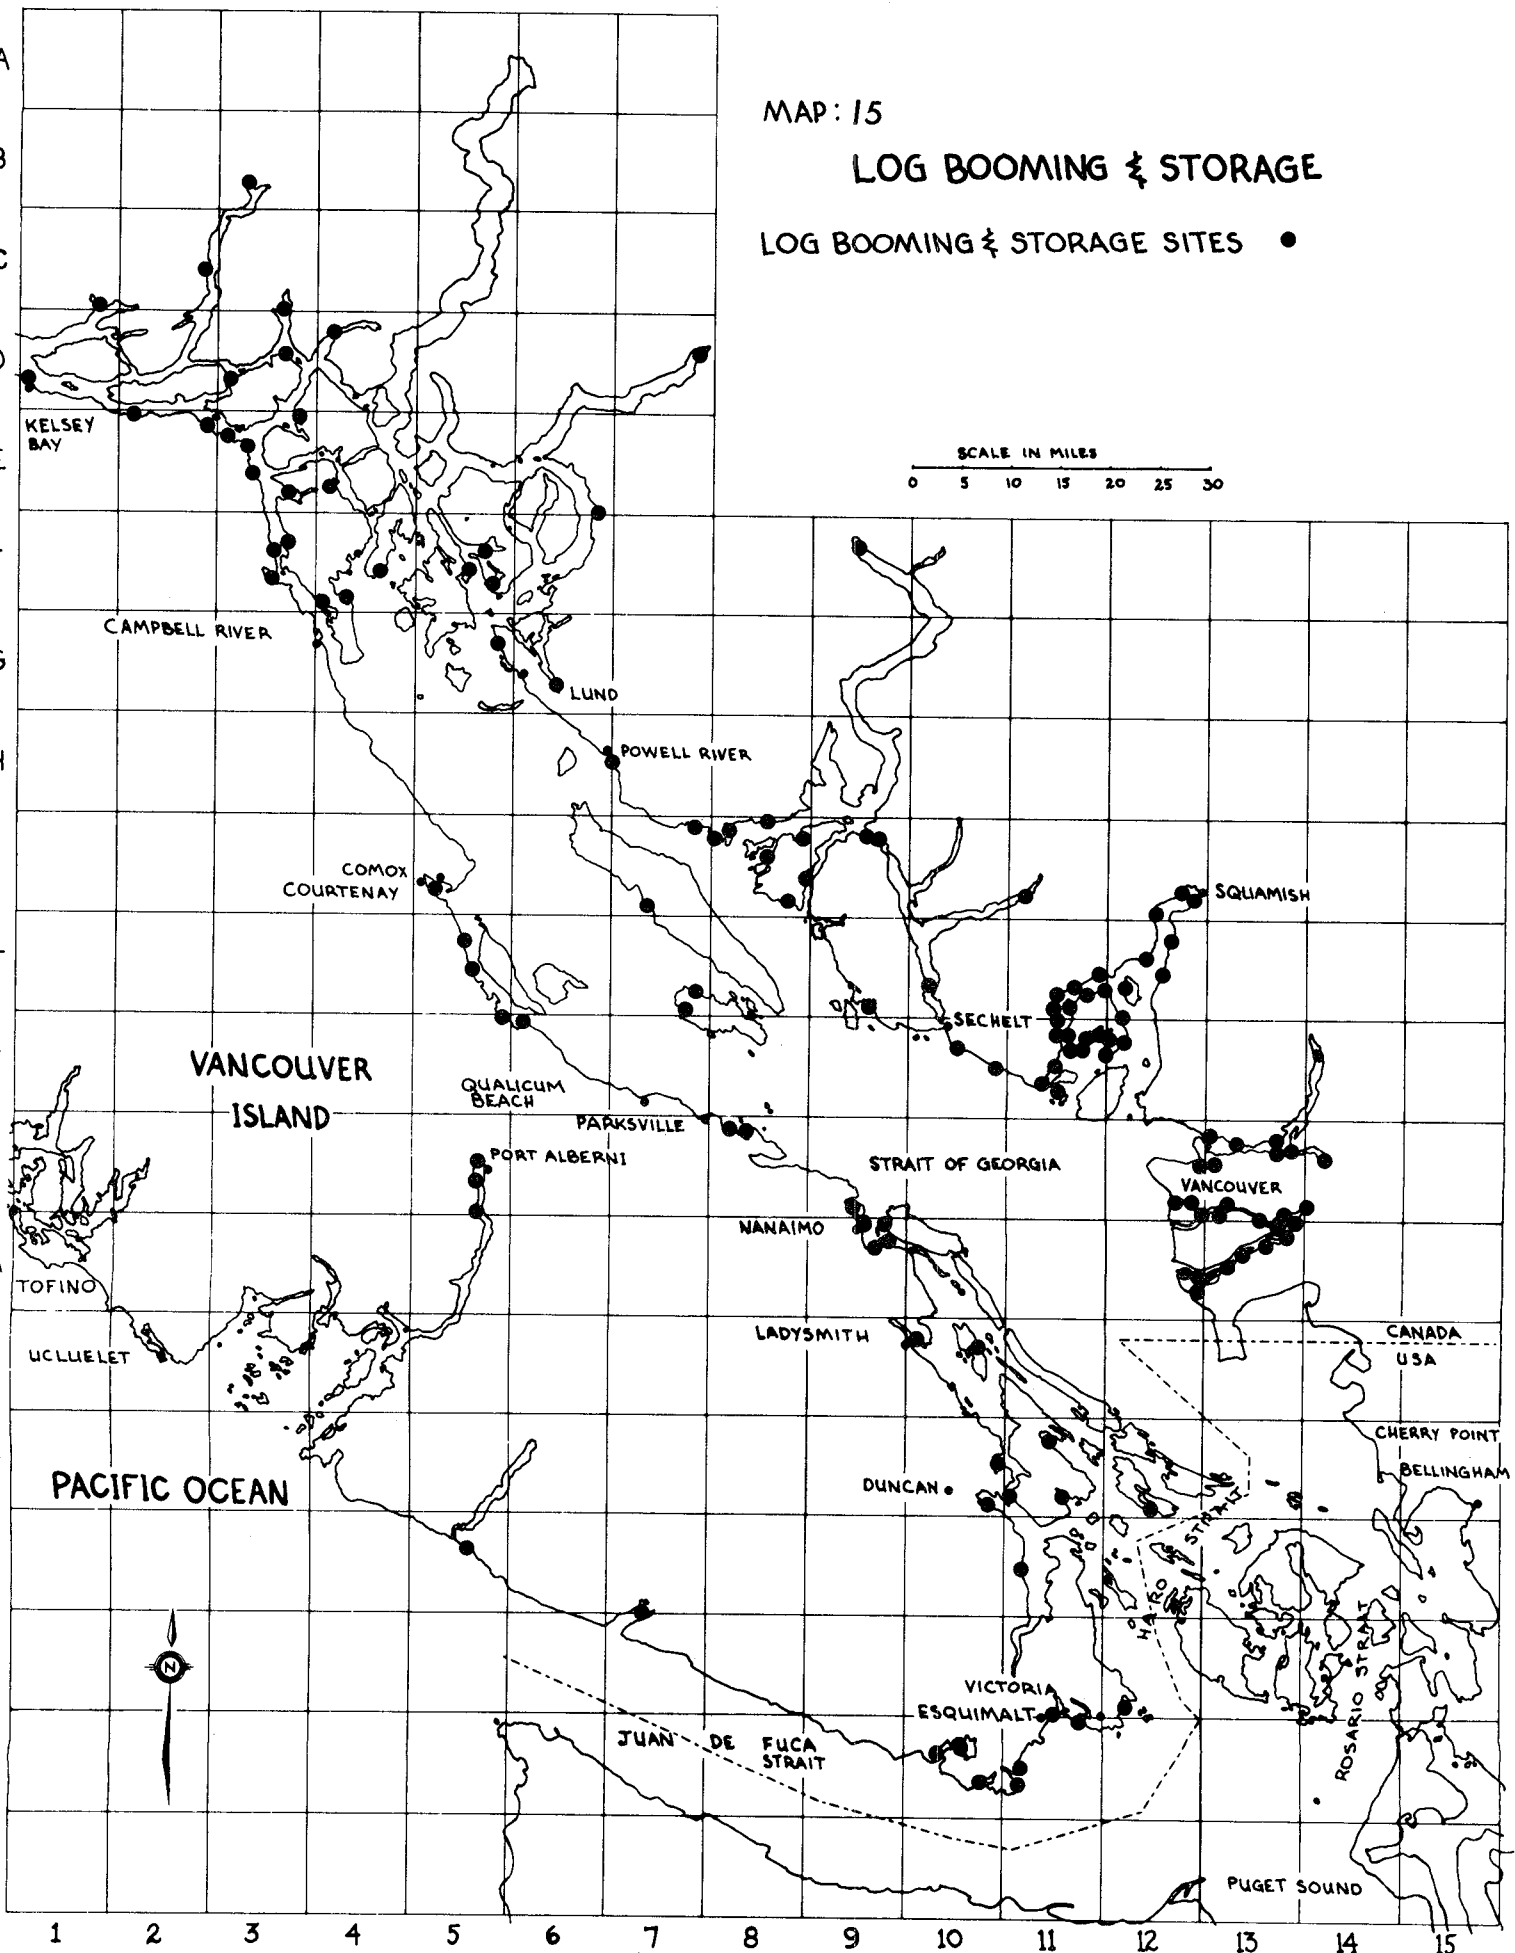 MAP: 15
LOG BOOMING & STORAGE
LOG BOOMING & STORAGE SITES
A
B
C
D
E
G
H
KELSEY
BAY
SCALE IN MILES
0 5 10 15 20 25 30
CAMPBELL RIVER
LUND
POWELL RIVER
COMOX
COURTENAY
SQUAMISH
SECHELT
VANCOUVER
ISLAND
QUALICUM
BEACH
PARKSVILLE
PORT ALBERNI
STRAIT OF GEORGIA
VANCOUVER
NANAIMO
TOFINO
LADYSMITH
CANADA
USA
UCLUELET
CHERRY POINT
BELLINGHAM
PACIFIC OCEAN
DUNCAN
HARO STRAIT
ROSARIO STRAIT
N
VICTORIA
ESQUIMALT
JUAN DE FUCA
STRAIT
PUGET SOUND
1 2 3 4 5 6 7 8 9 10 11 12 13 14 15